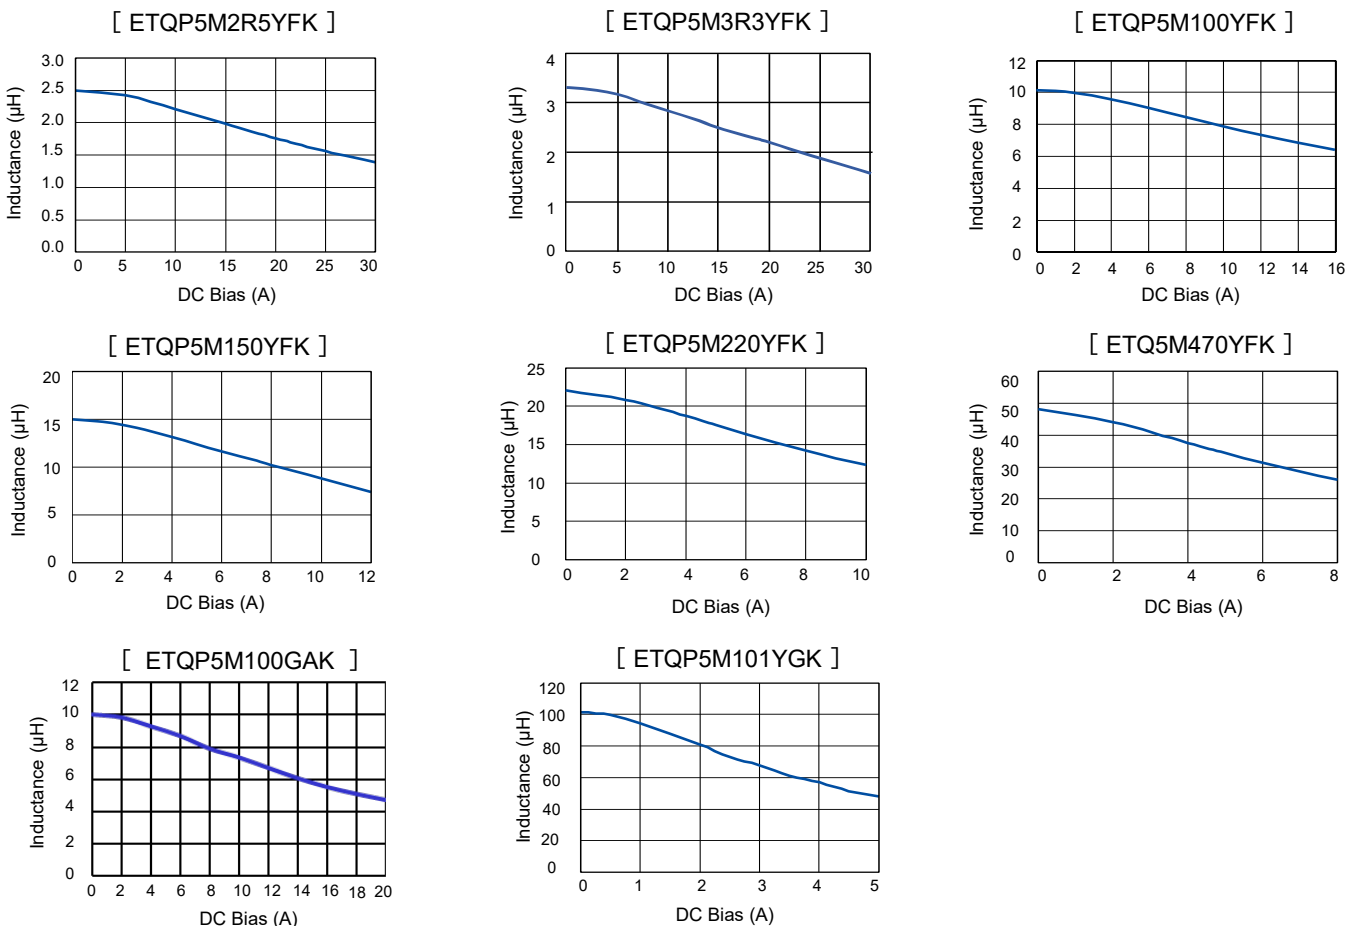 [ ETQP5M2R5YFK ]
3.0
2.5
2.0
1.5
1.0
0.5
0.0
Inductance (μH)
0 5 10 15 20 25 30
DC Bias (A)
[ ETQP5M3R3YFK ]
4
3
2
1
0
Inductance (μH)
0 5 10 15 20 25 30
DC Bias (A)
[ ETQP5M100YFK ]
12
10
8
6
4
2
0
Inductance (μH)
0 2 4 6 8 10 12 14 16
DC Bias (A)
[ ETQP5M150YFK ]
20
15
10
5
0
Inductance (μH)
0 2 4 6 8 10 12
DC Bias (A)
[ ETQP5M220YFK ]
25
20
15
10
5
0
Inductance (μH)
0 2 4 6 8 10
DC Bias (A)
[ ETQ5M470YFK ]
60
50
40
30
20
10
0
Inductance (μH)
0 2 4 6 8
DC Bias (A)
[ ETQP5M100GAK ]
12
10
8
6
4
2
0
Inductance (μH)
0 2 4 6 8 10 12 14 16 18 20
DC Bias (A)
[ ETQP5M101YGK ]
120
100
80
60
40
20
0
Inductance (μH)
0 1 2 3 4 5
DC Bias (A)